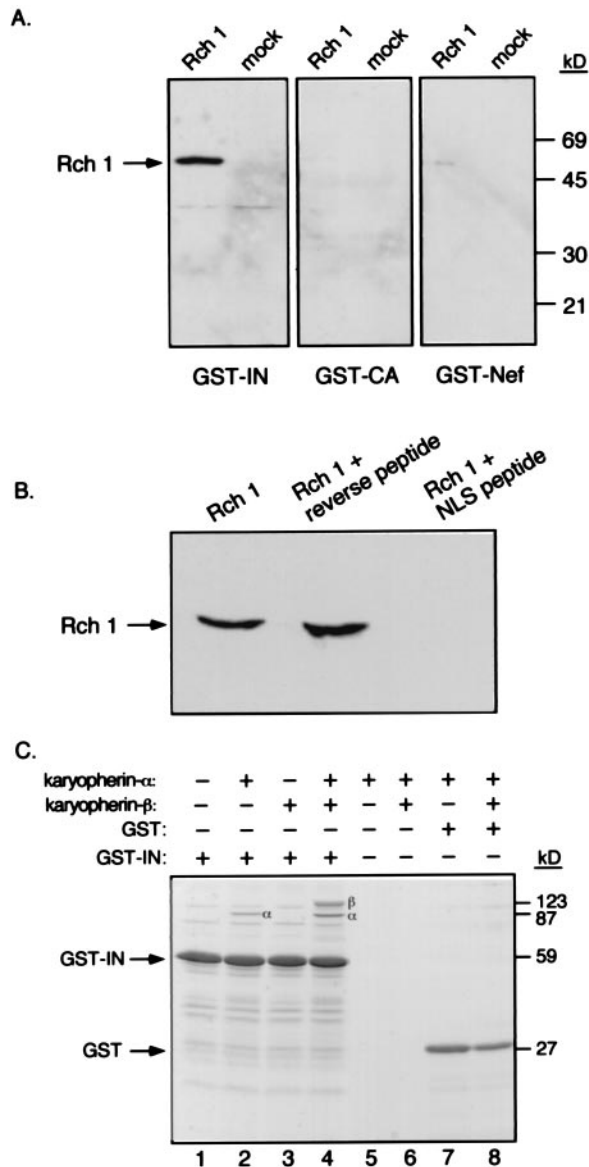 A.
Rch 1 mock Rch 1 mock Rch 1 mock kD
Rch 1
69
45
30
21
GST-IN GST-CA GST-Nef
B.
Rch 1
Rch 1 +
reverse peptide
Rch 1 +
NLS peptide
Rch 1
C.
karyopherin-α: – + – + + + + +
karyopherin-β: – – + + – + – +
GST: – – – – – – + +
GST-IN: + + + + – – – –
kD
β 123
α α 87
GST-IN 59
GST 27
1 2 3 4 5 6 7 8